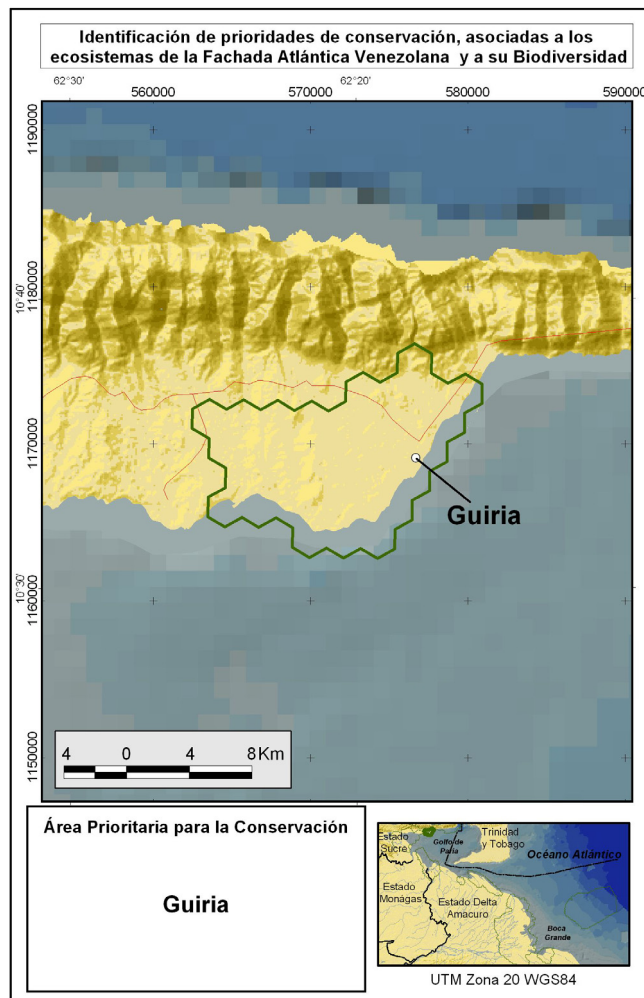 Identificación de prioridades de conservación, asociadas a los
ecosistemas de la Fachada Atlántica Venezolana y a su Biodiversidad
62°30' 62°20'
560000 570000 580000 590000
1190000
10°40'
1180000
1170000
Guiria
10°30'
1160000
1150000
4 0 4 8 Km
Área Prioritaria para la Conservación
Guiria
Estado
Sucre
Golfo de
Paria
Trinidad
y Tobago
Océano Atlántico
Estado
Monágas
Estado Delta
Amacuro
Boca
Grande
UTM Zona 20 WGS84